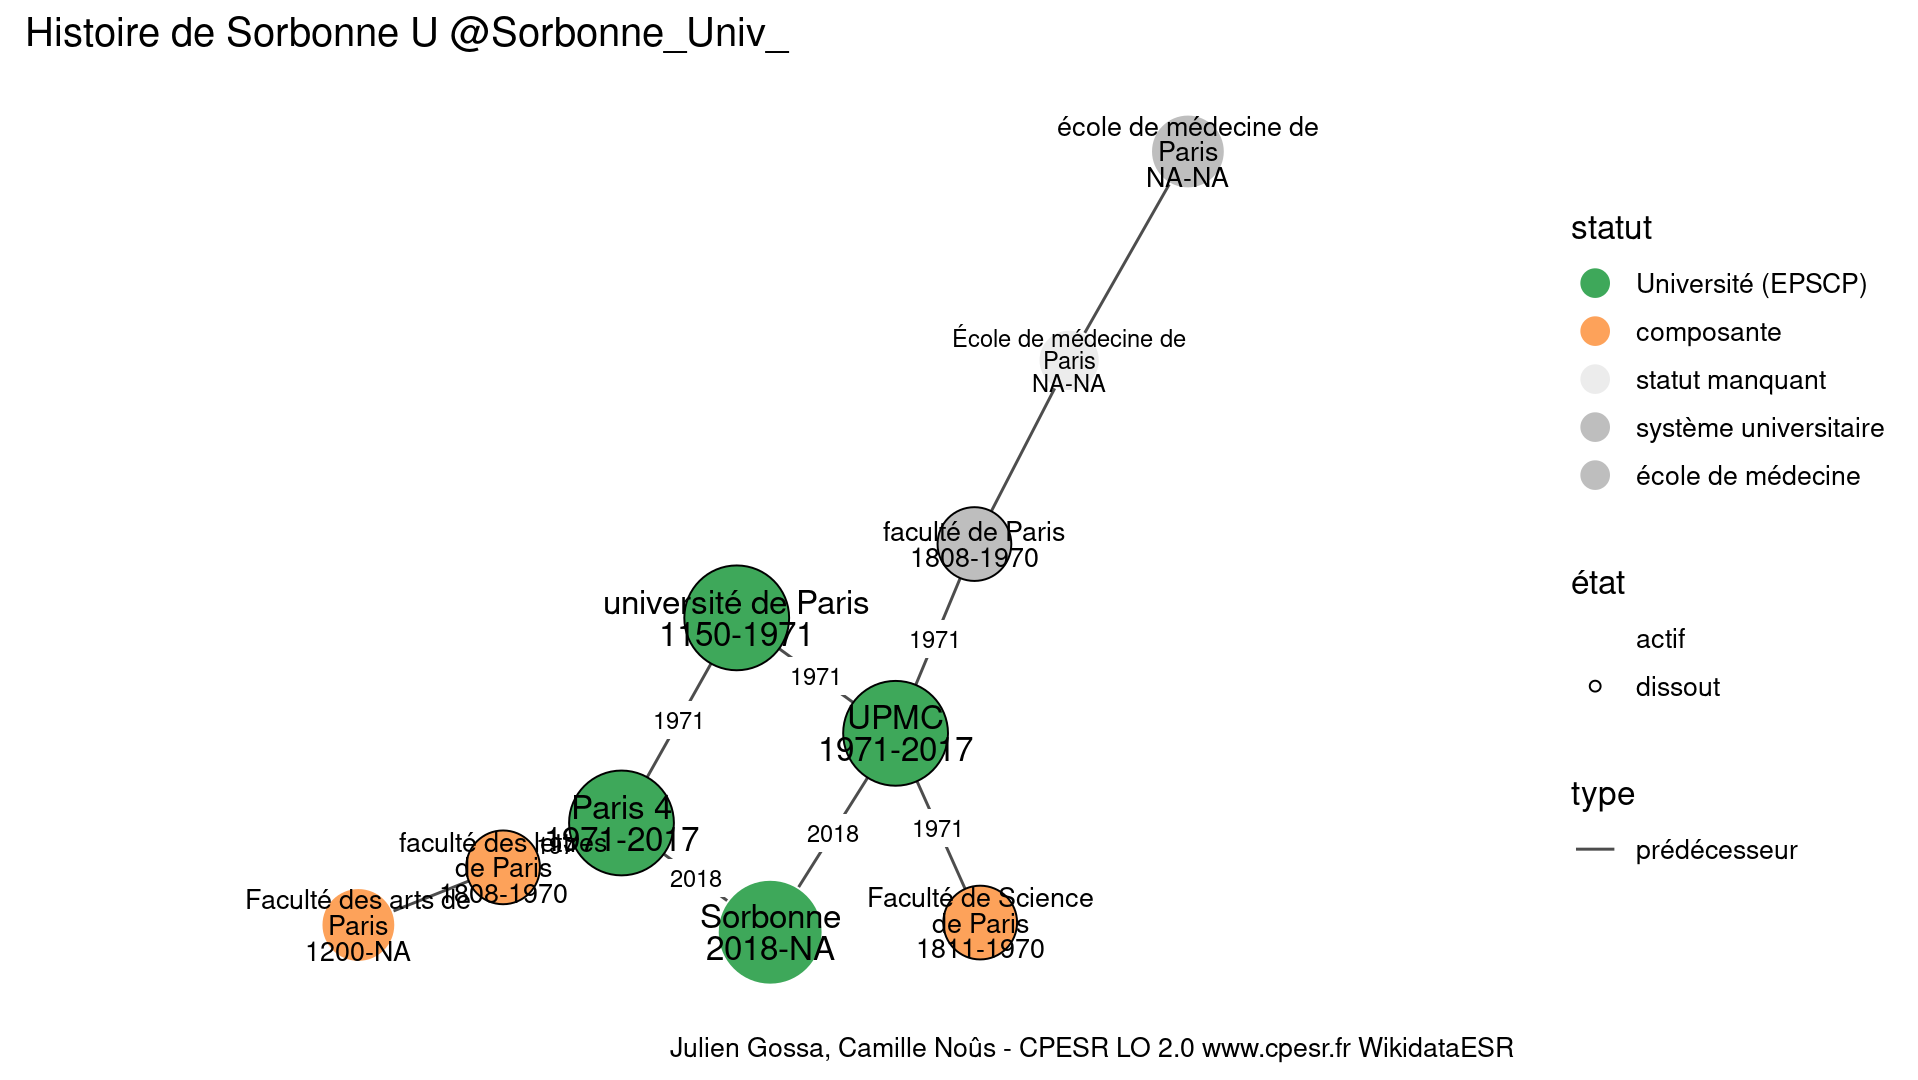 Histoire de Sorbonne U @Sorbonne_Univ_
école de médecine de
Paris
NA-NA
École de médecine de
Paris
NA-NA
faculté de Paris
1808-1970
université de Paris
1150-1971
1971
1971
1971
UPMC
1971-2017
Paris 4
1971-2017
faculté des lettres
de Paris
1808-1970
1971
2018
1971
2018
Faculté des arts de
Paris
1200-NA
Sorbonne
2018-NA
Faculté de Science
de Paris
1811-1970
statut
Université (EPSCP)
composante
statut manquant
système universitaire
école de médecine
état
actif
dissout
type
prédécesseur
Julien Gossa, Camille Noûs - CPESR LO 2.0 www.cpesr.fr WikidataESR